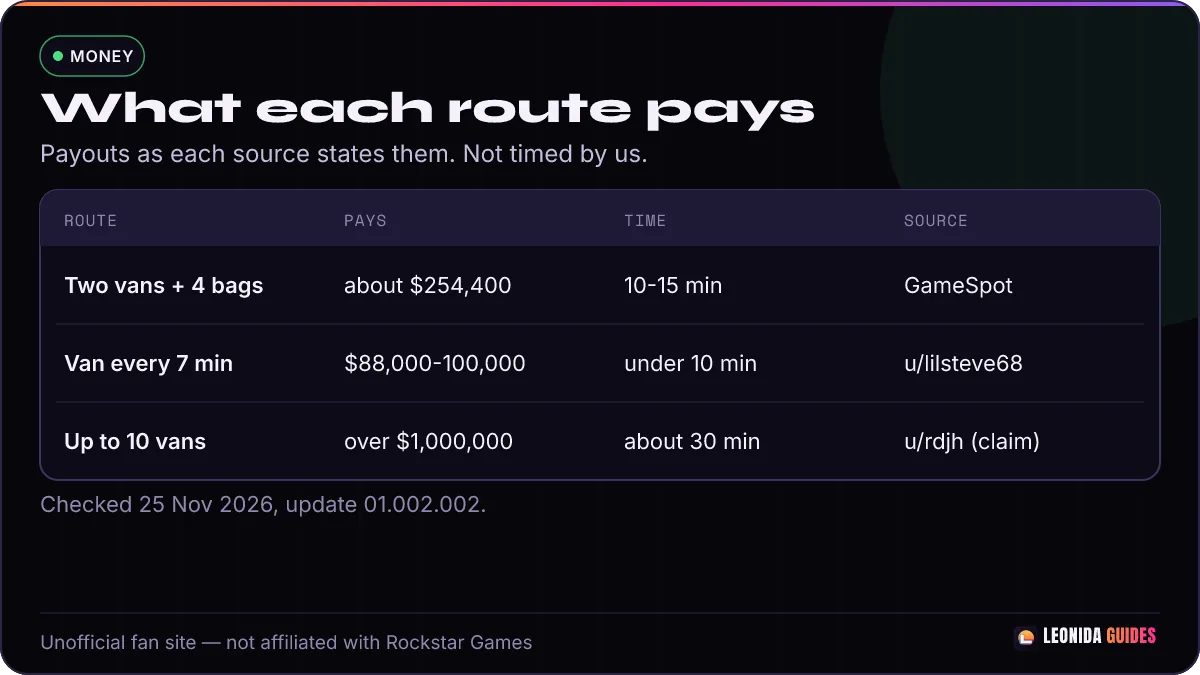 MONEY
What each route pays
Payouts as each source states them. Not timed by us.
ROUTE PAYS TIME SOURCE
Two vans + 4 bags about $254,400 10-15 min GameSpot
Van every 7 min $88,000-100,000 under 10 min u/lilsteve68
Up to 10 vans over $1,000,000 about 30 min u/rdjh (claim)
Checked 25 Nov 2026, update 01.002.002.
Unofficial fan site — not affiliated with Rockstar Games
LEONIDA GUIDES